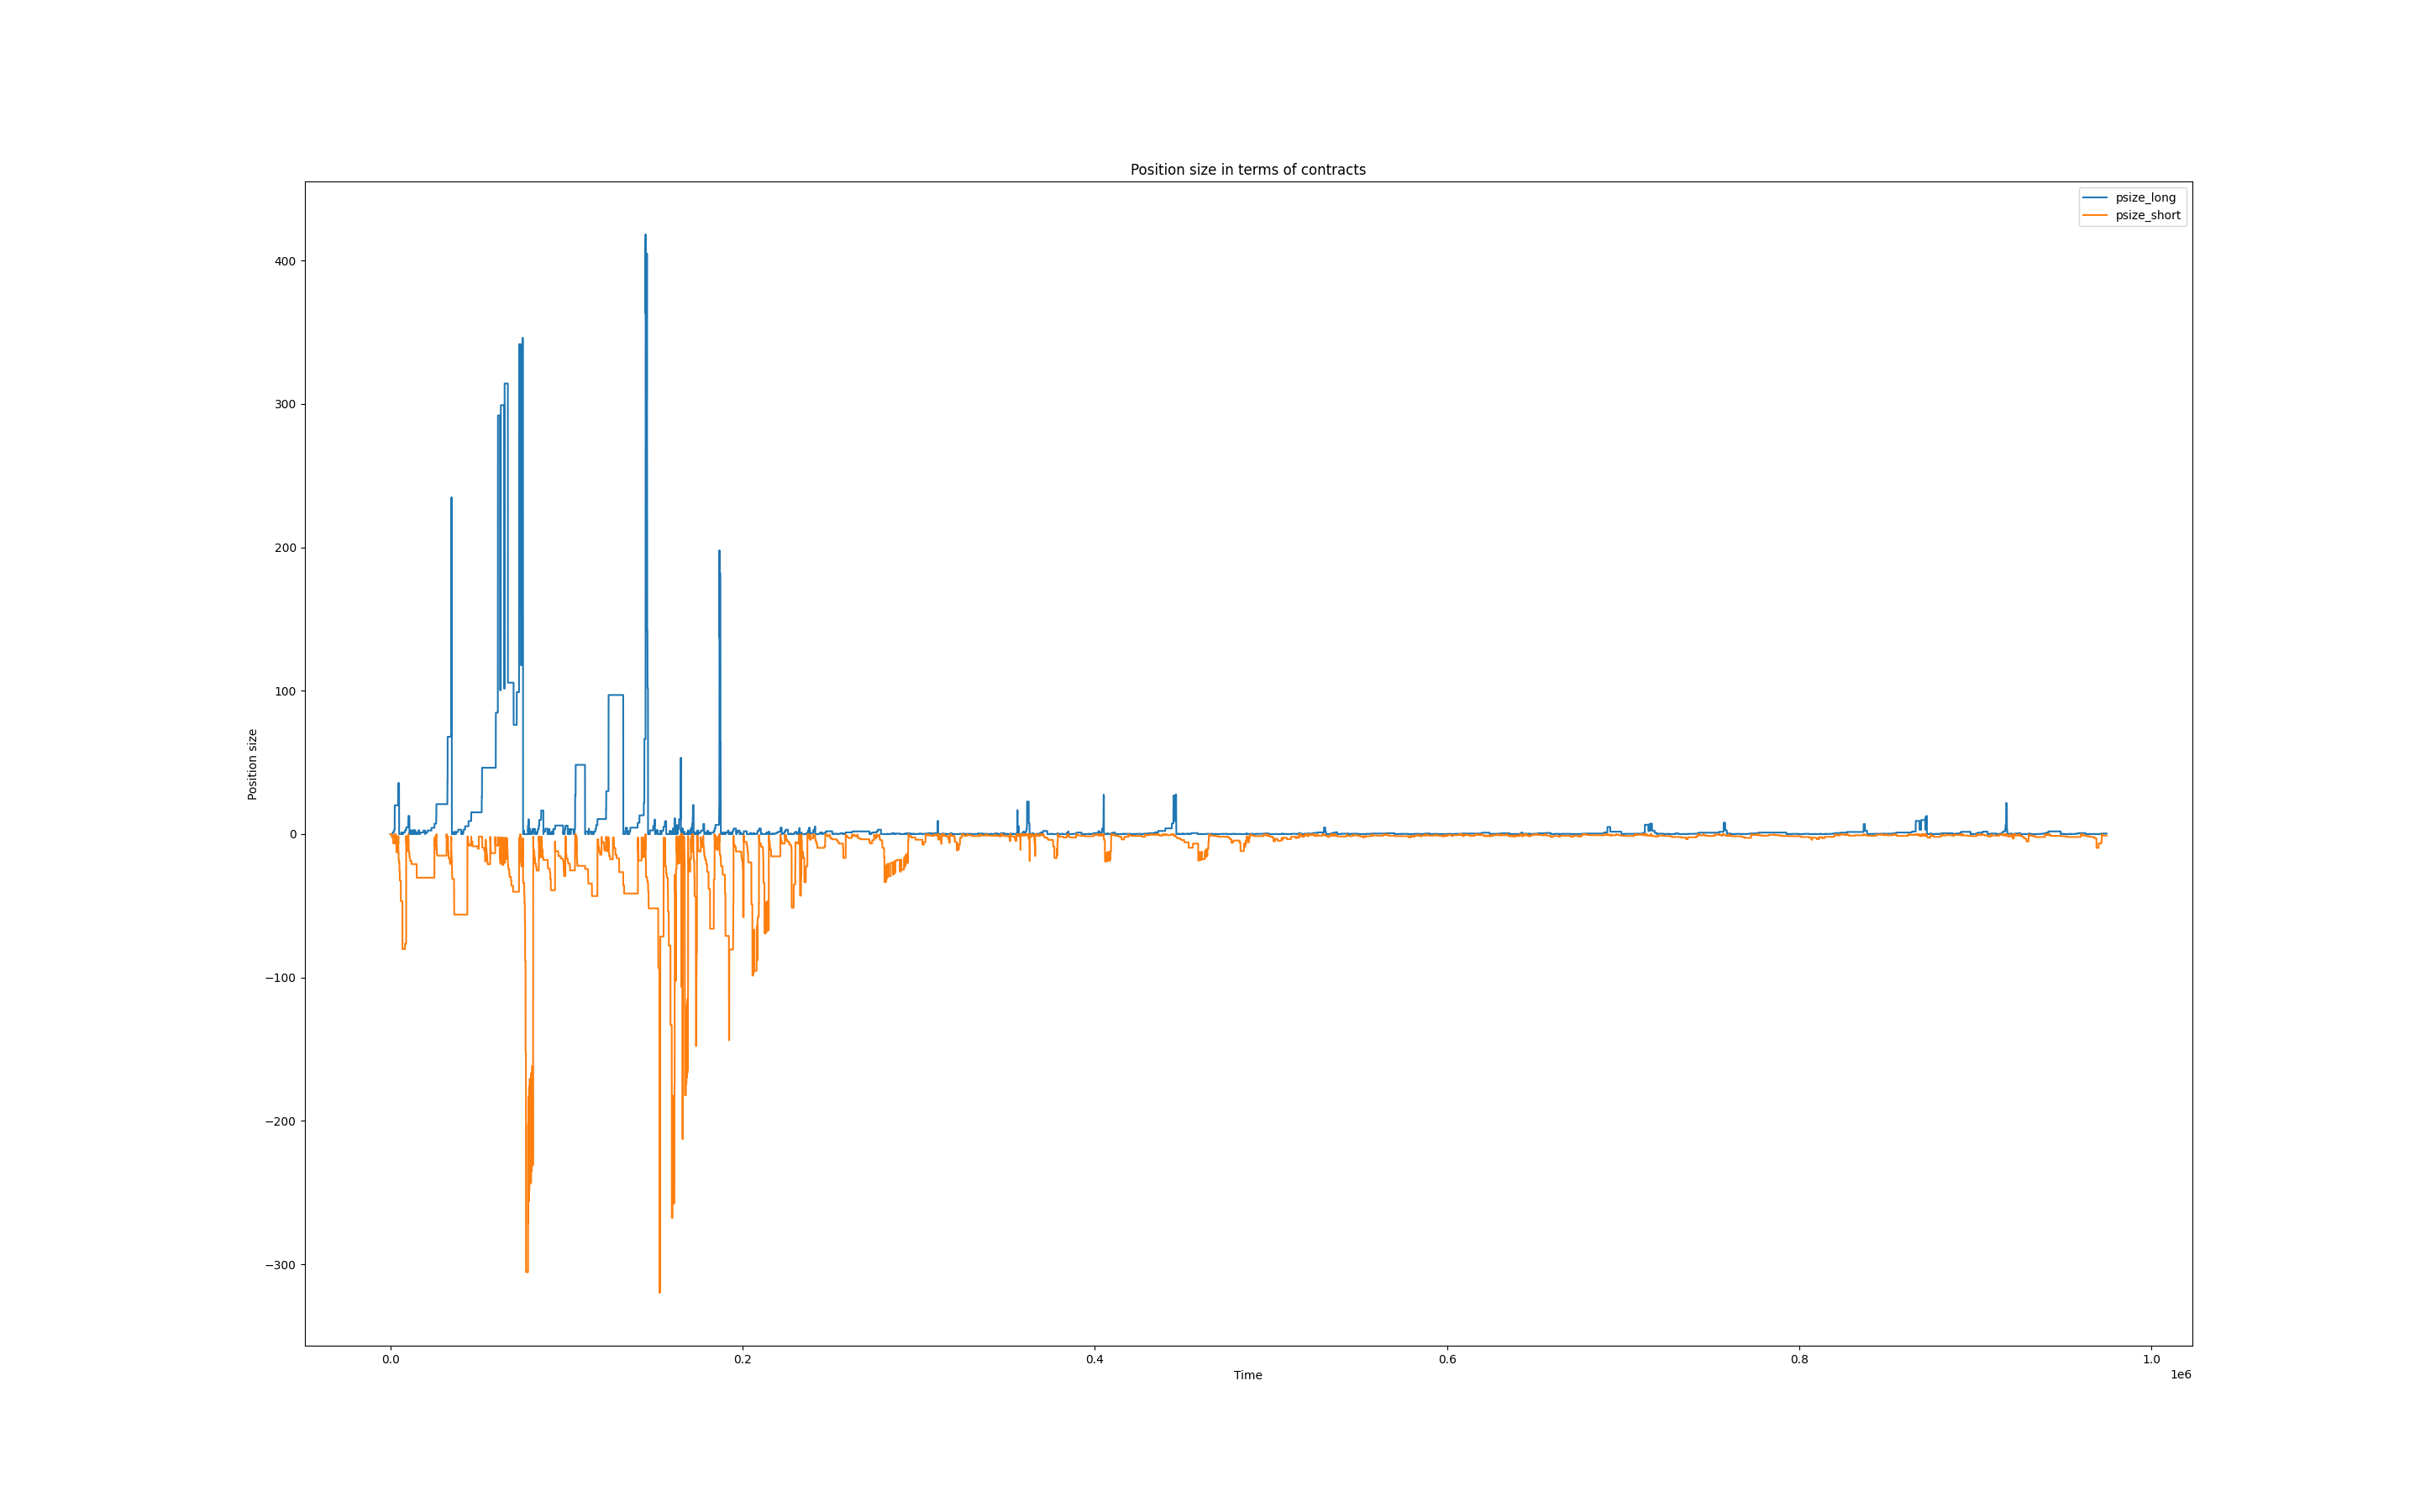 Position size in terms of contracts
psize_long
psize_short
400
300
200
100
0
−100
−200
−300
Position size
0.0
0.2
0.4
0.6
0.8
1.0
Time
1e6